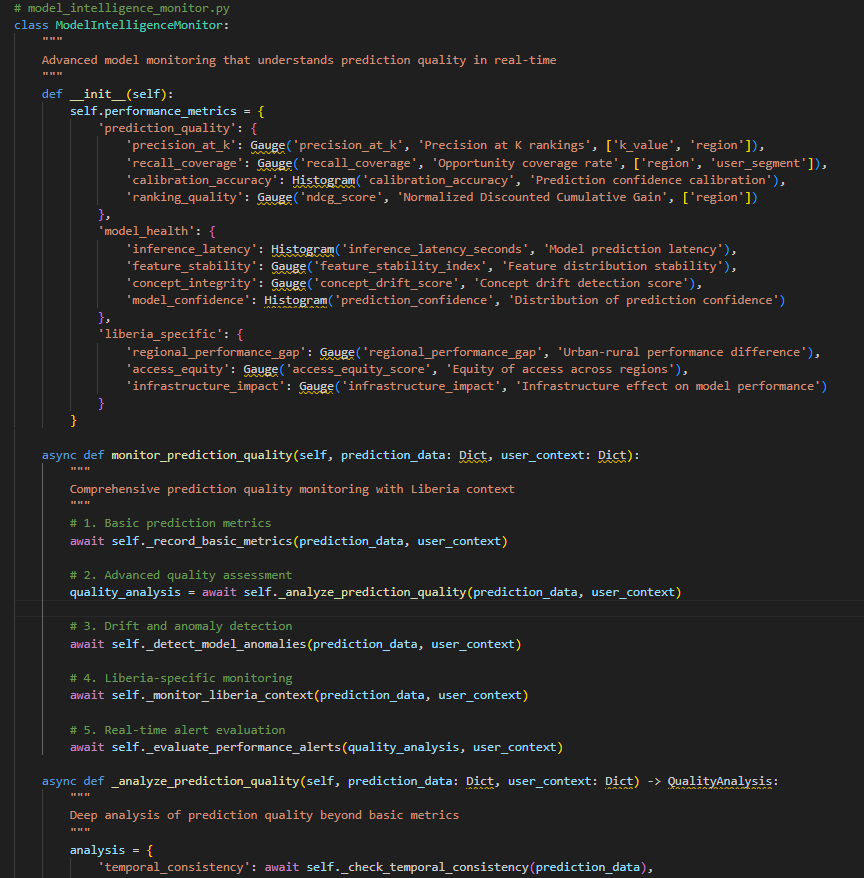 # model_intelligence_monitor.py
class ModelIntelligenceMonitor:
"""
Advanced model monitoring that understands prediction quality in real-time
"""
def __init__(self):
self.performance_metrics = {
'prediction_quality': {
'precision_at_k': Gauge('precision_at_k', 'Precision at K rankings', ['k_value', 'region']),
'recall_coverage': Gauge('recall_coverage', 'Opportunity coverage rate', ['region', 'user_segment']),
'calibration_accuracy': Histogram('calibration_accuracy', 'Prediction confidence calibration'),
'ranking_quality': Gauge('ndcg_score', 'Normalized Discounted Cumulative Gain', ['region'])
},
'model_health': {
'inference_latency': Histogram('inference_latency_seconds', 'Model prediction latency'),
'feature_stability': Gauge('feature_stability_index', 'Feature distribution stability'),
'concept_integrity': Gauge('concept_drift_score', 'Concept drift detection score'),
'model_confidence': Histogram('prediction_confidence', 'Distribution of prediction confidence')
},
'liberia_specific': {
'regional_performance_gap': Gauge('regional_performance_gap', 'Urban-rural performance difference'),
'access_equity': Gauge('access_equity_score', 'Equity of access across regions'),
'infrastructure_impact': Gauge('infrastructure_impact', 'Infrastructure effect on model performance')
}
}
async def monitor_prediction_quality(self, prediction_data: Dict, user_context: Dict):
"""
Comprehensive prediction quality monitoring with Liberia context
"""
# 1. Basic prediction metrics
await self._record_basic_metrics(prediction_data, user_context)
# 2. Advanced quality assessment
quality_analysis = await self._analyze_prediction_quality(prediction_data, user_context)
# 3. Drift and anomaly detection
await self._detect_model_anomalies(prediction_data, user_context)
# 4. Liberia-specific monitoring
await self._monitor_liberia_context(prediction_data, user_context)
# 5. Real-time alert evaluation
await self._evaluate_performance_alerts(quality_analysis, user_context)
async def _analyze_prediction_quality(self, prediction_data: Dict, user_context: Dict) -> QualityAnalysis:
"""
Deep analysis of prediction quality beyond basic metrics
"""
analysis = {
'temporal_consistency': await self._check_temporal_consistency(prediction_data),